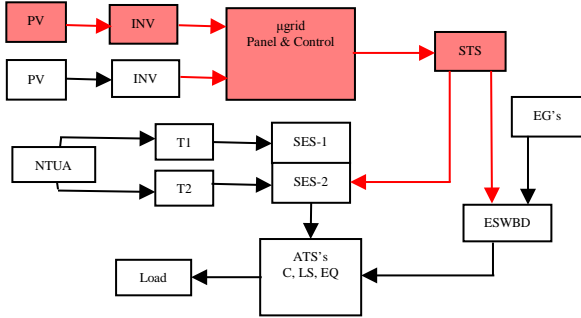 PV
INV
μgrid
Panel & Control
STS
PV
INV
EG's
T1
SES-1
NTUA
T2
SES-2
ESWBD
ATS's
C, LS, EQ
Load